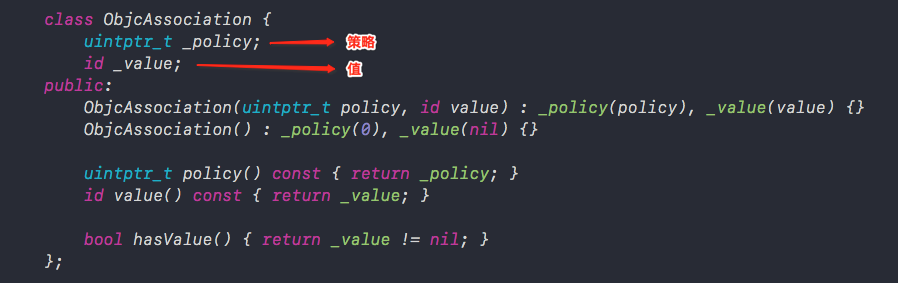 class ObjcAssociation {
    uintptr_t _policy; 策略
    id _value; 值
public:
    ObjcAssociation(uintptr_t policy, id value) : _policy(policy), _value(value) {}
    ObjcAssociation() : _policy(0), _value(nil) {}
    uintptr_t policy() const { return _policy; }
    id value() const { return _value; }
    bool hasValue() { return _value != nil; }
};